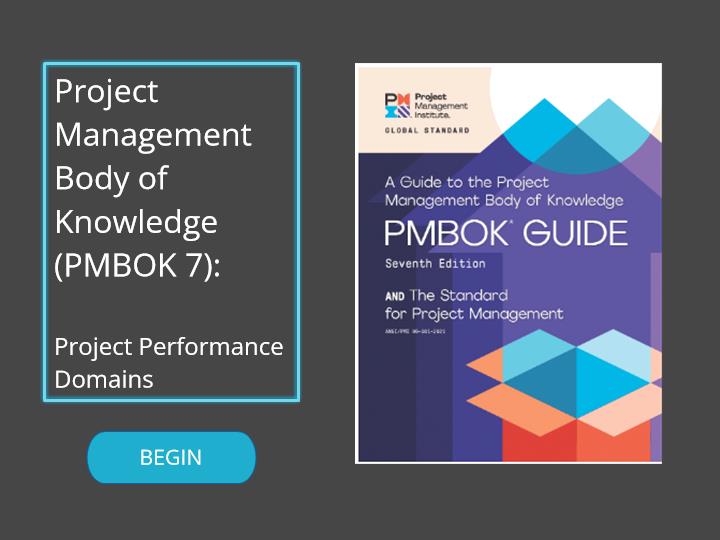 Project
Management
Body of
Knowledge
(PMBOK 7):
Project Performance
Domains
BEGIN
Project
Management
Institute.
GLOBAL STANDARD
A Guide to the Project
Management Body of Knowledge
PMBOK® GUIDE
Seventh Edition
AND The Standard
for Project Management